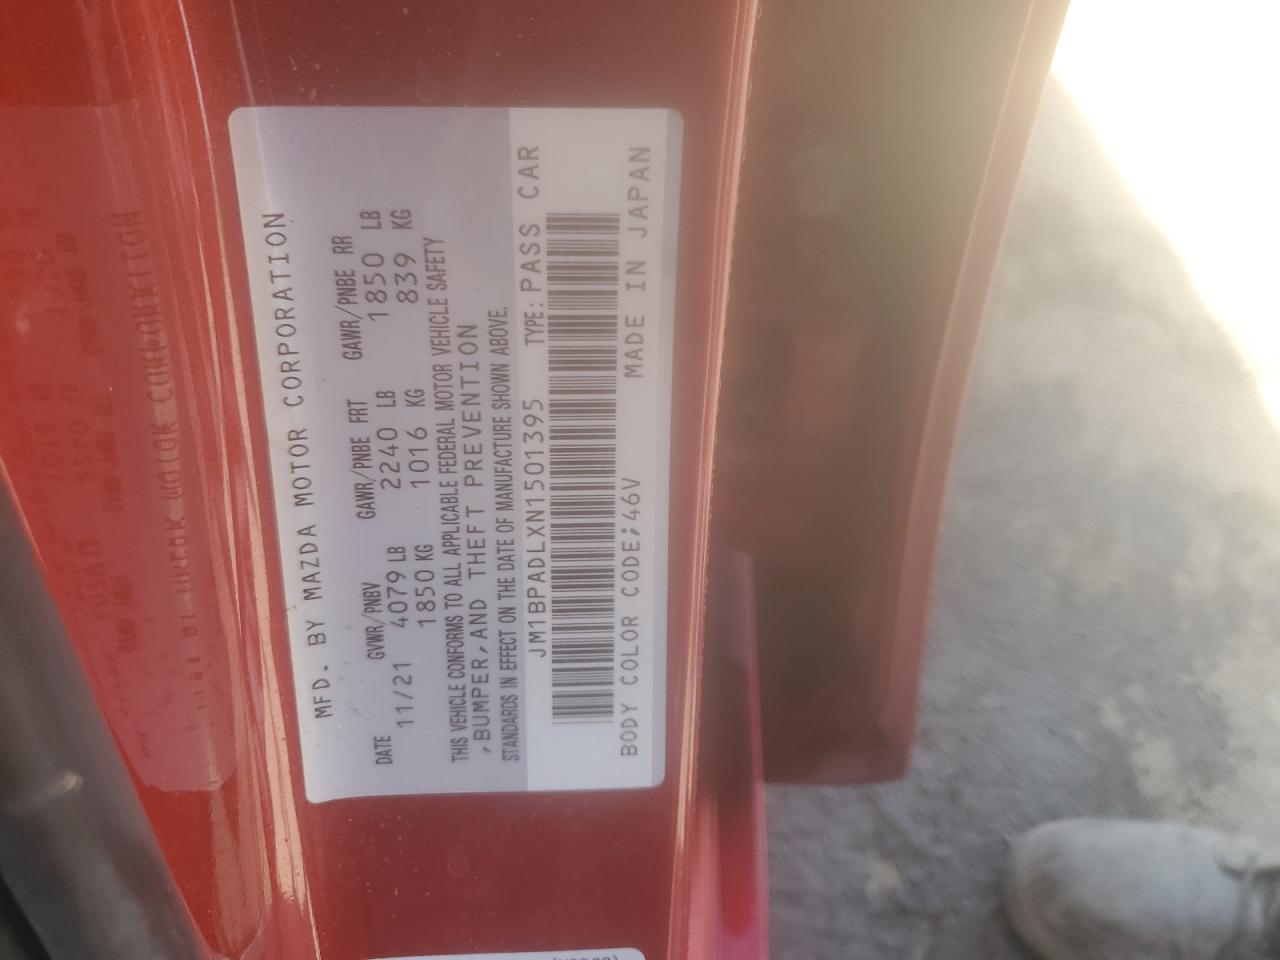 MFD. BY MAZDA MOTOR CORPORATION
DATE GVWR/PNBV GAWR/PNBE FRT GAWR/PNBE RR
11/21 4079 LB 2240 LB 1850 LB
1850 KG 1016 KG 839 KG
THIS VEHICLE CONFORMS TO ALL APPLICABLE FEDERAL MOTOR VEHICLE SAFETY
,BUMPER,AND THEFT PREVENTION
STANDARDS IN EFFECT ON THE DATE OF MANUFACTURE SHOWN ABOVE.
JM1BPADLXN1501395 TYPE: PASS CAR
BODY COLOR CODE: 46V MADE IN JAPAN